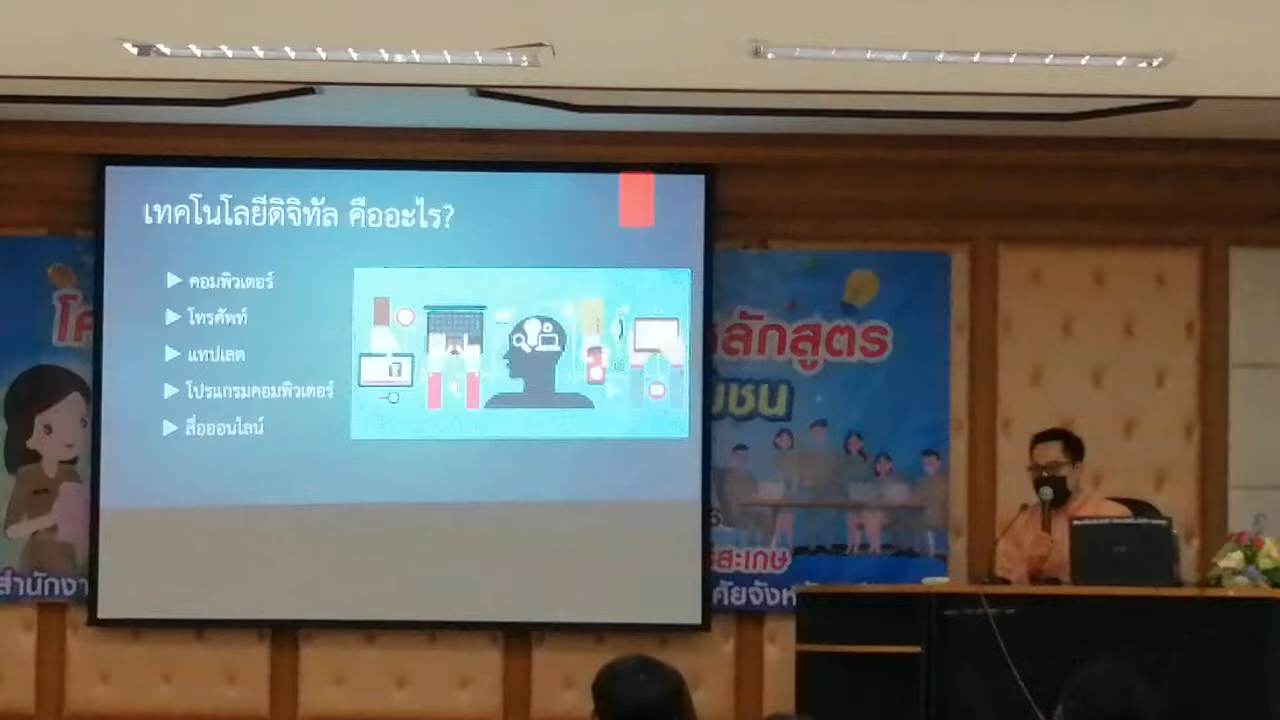 เทคโนโลยีดิจิทัล คืออะไร?
คอมพิวเตอร์
โทรศัพท์
แทปเลต
โปรแกรมคอมพิวเตอร์
สื่อออนไลน์
โค
ลักสูตร
ชน
สะเกษ
สำนักงา
ศัยจังห